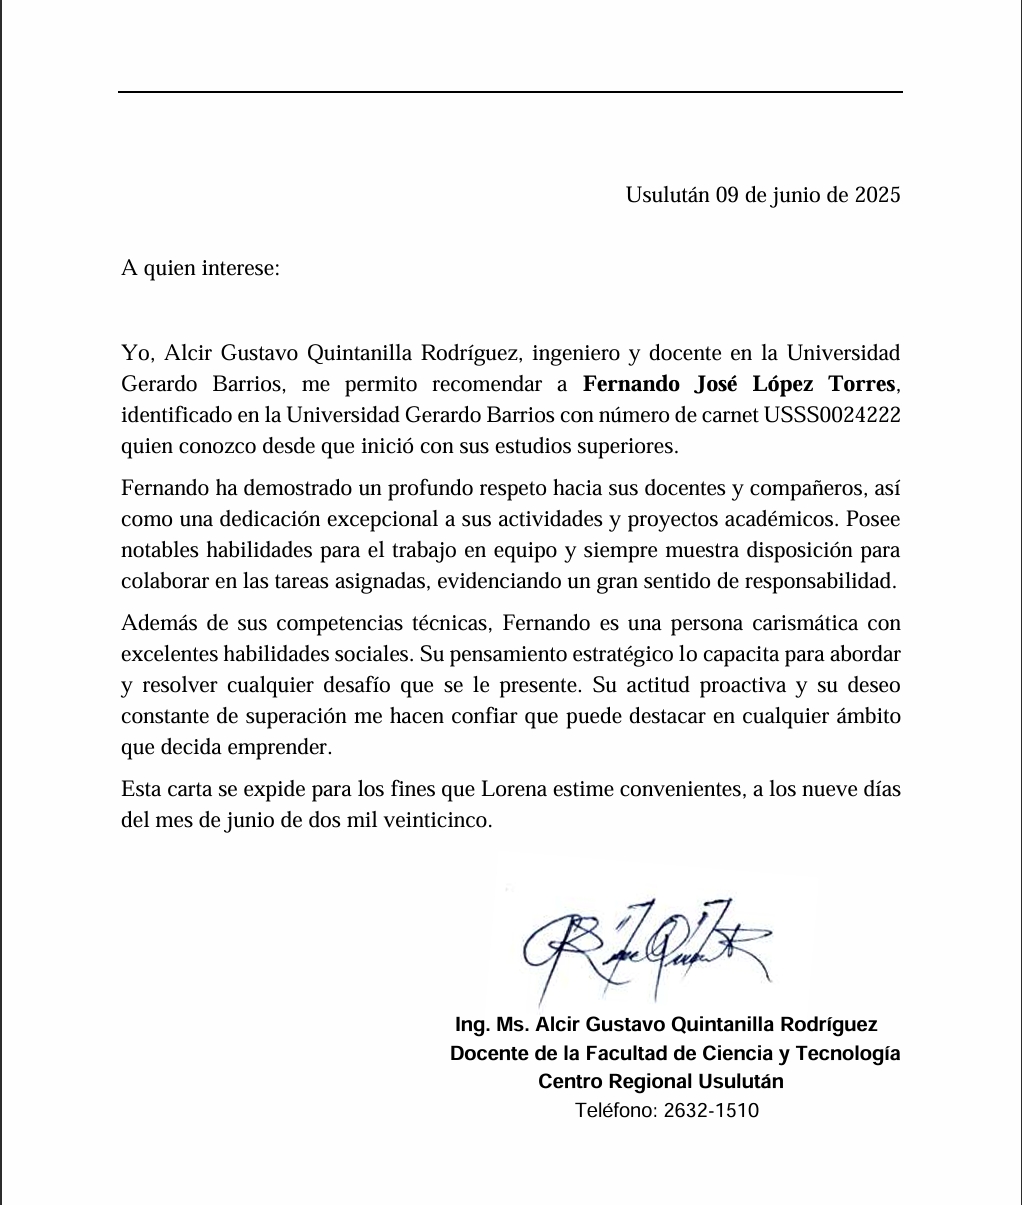 Usulután 09 de junio de 2025
A quien interese:
Yo, Alcir Gustavo Quintanilla Rodríguez, ingeniero y docente en la Universidad
Gerardo Barrios, me permito recomendar a Fernando José López Torres,
identificado en la Universidad Gerardo Barrios con número de carnet USSS0024222
quien conozco desde que inició con sus estudios superiores.
Fernando ha demostrado un profundo respeto hacia sus docentes y compañeros, así
como una dedicación excepcional a sus actividades y proyectos académicos. Posee
notables habilidades para el trabajo en equipo y siempre muestra disposición para
colaborar en las tareas asignadas, evidenciando un gran sentido de responsabilidad.
Además de sus competencias técnicas, Fernando es una persona carismática con
excelentes habilidades sociales. Su pensamiento estratégico lo capacita para abordar
y resolver cualquier desafío que se le presente. Su actitud proactiva y su deseo
constante de superación me hacen confiar que puede destacar en cualquier ámbito
que decida emprender.
Esta carta se expide para los fines que Lorena estime convenientes, a los nueve días
del mes de junio de dos mil veinticinco.
Ing. Ms. Alcir Gustavo Quintanilla Rodríguez
Docente de la Facultad de Ciencia y Tecnología
Centro Regional Usulután
Teléfono: 2632-1510